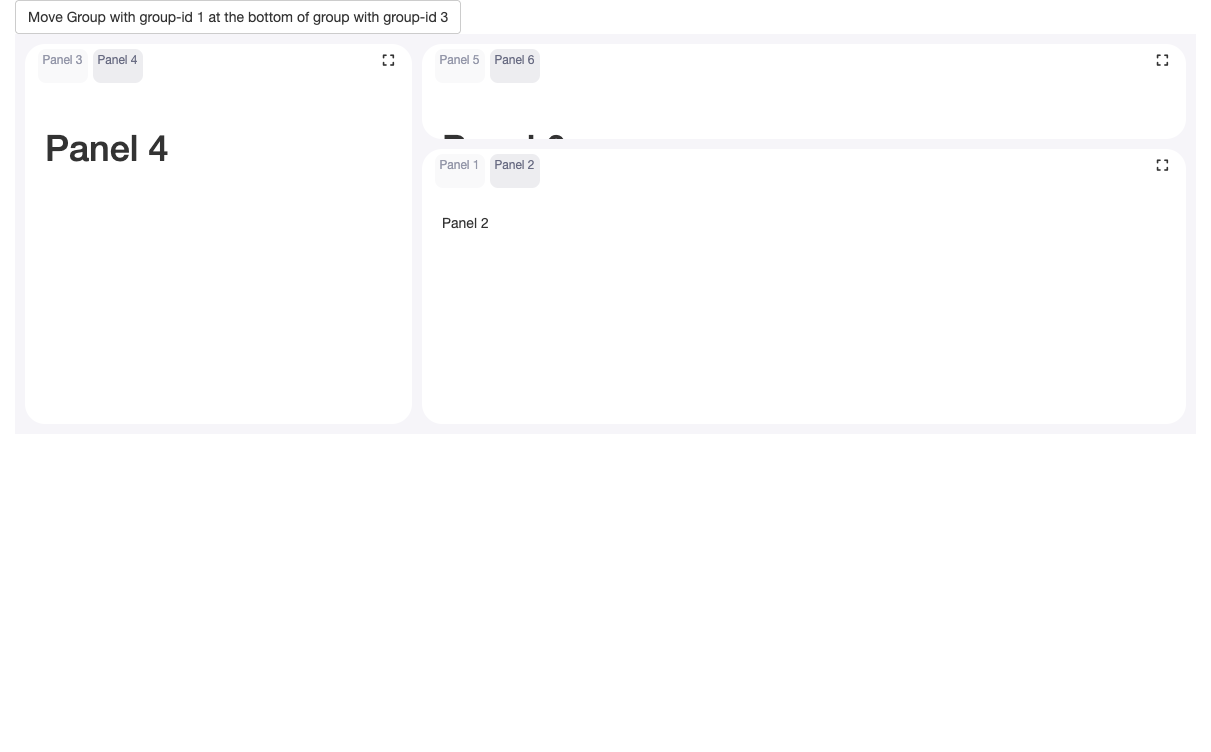 Move Group with group-id 1 at the bottom of group with group-id 3
Panel 3 Panel 4
Panel 4
Panel 5 Panel 6
Panel 1 Panel 2
Panel 2